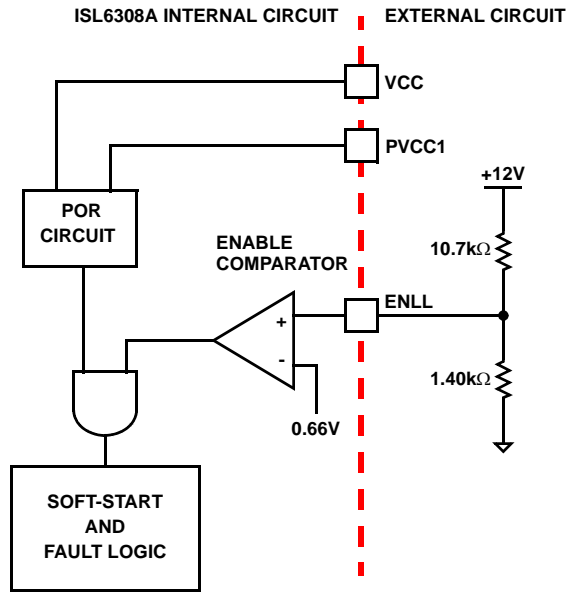 ISL6308A INTERNAL CIRCUIT
EXTERNAL CIRCUIT
VCC
PVCC1
+12V
POR
CIRCUIT
10.7kΩ
ENABLE
COMPARATOR
ENLL
+
-
1.40kΩ
0.66V
SOFT-START
AND
FAULT LOGIC